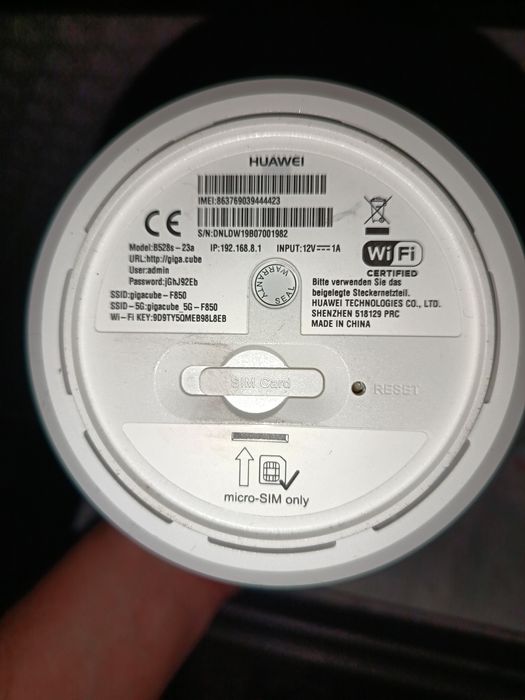 HUAWEI
IMEI:863769039444423
S/N:DNLDW19B07001982
Model:B528s-23a IP:192.168.8.1 INPUT:12V⎓1A
URL:http://giga.cube
User:admin
Password:jGhJ92Eb
SSID:gigacube-F850
SSID-5G:gigacube_5G-F850
Wi-Fi KEY:9D9TY5QMEB98L8EB
WARRANTY SEAL
Wi Fi
CERTIFIED
Bitte verwenden Sie das
beigelegte Steckernetzteil.
HUAWEI TECHNOLOGIES CO., LTD.
SHENZHEN 518129 PRC
MADE IN CHINA
CE
SIM Card
RESET
micro-SIM only